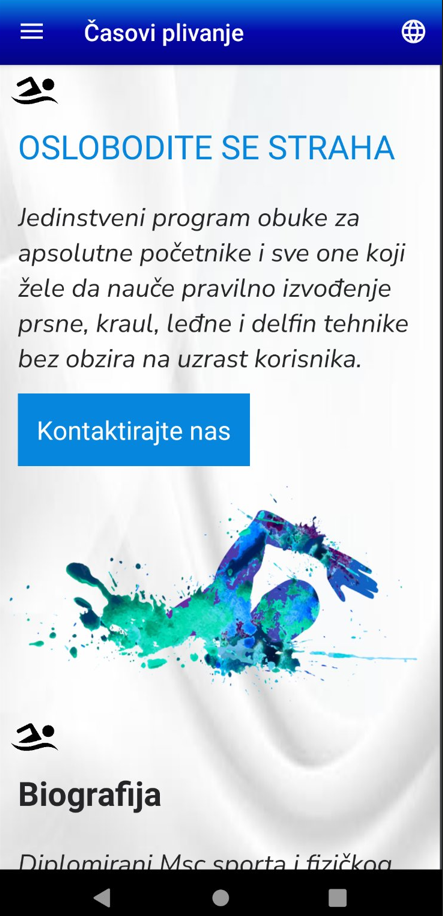 Časovi plivanje
OSLOBODITE SE STRAHA
Jedinstveni program obuke za
apsolutne početnike i sve one koji
žele da nauče pravilno izvođenje
prsne, kraul, leđne i delfin tehnike
bez obzira na uzrast korisnika.
Kontaktirajte nas
Biografija
Diplomirani Msc sporta i fizičkog